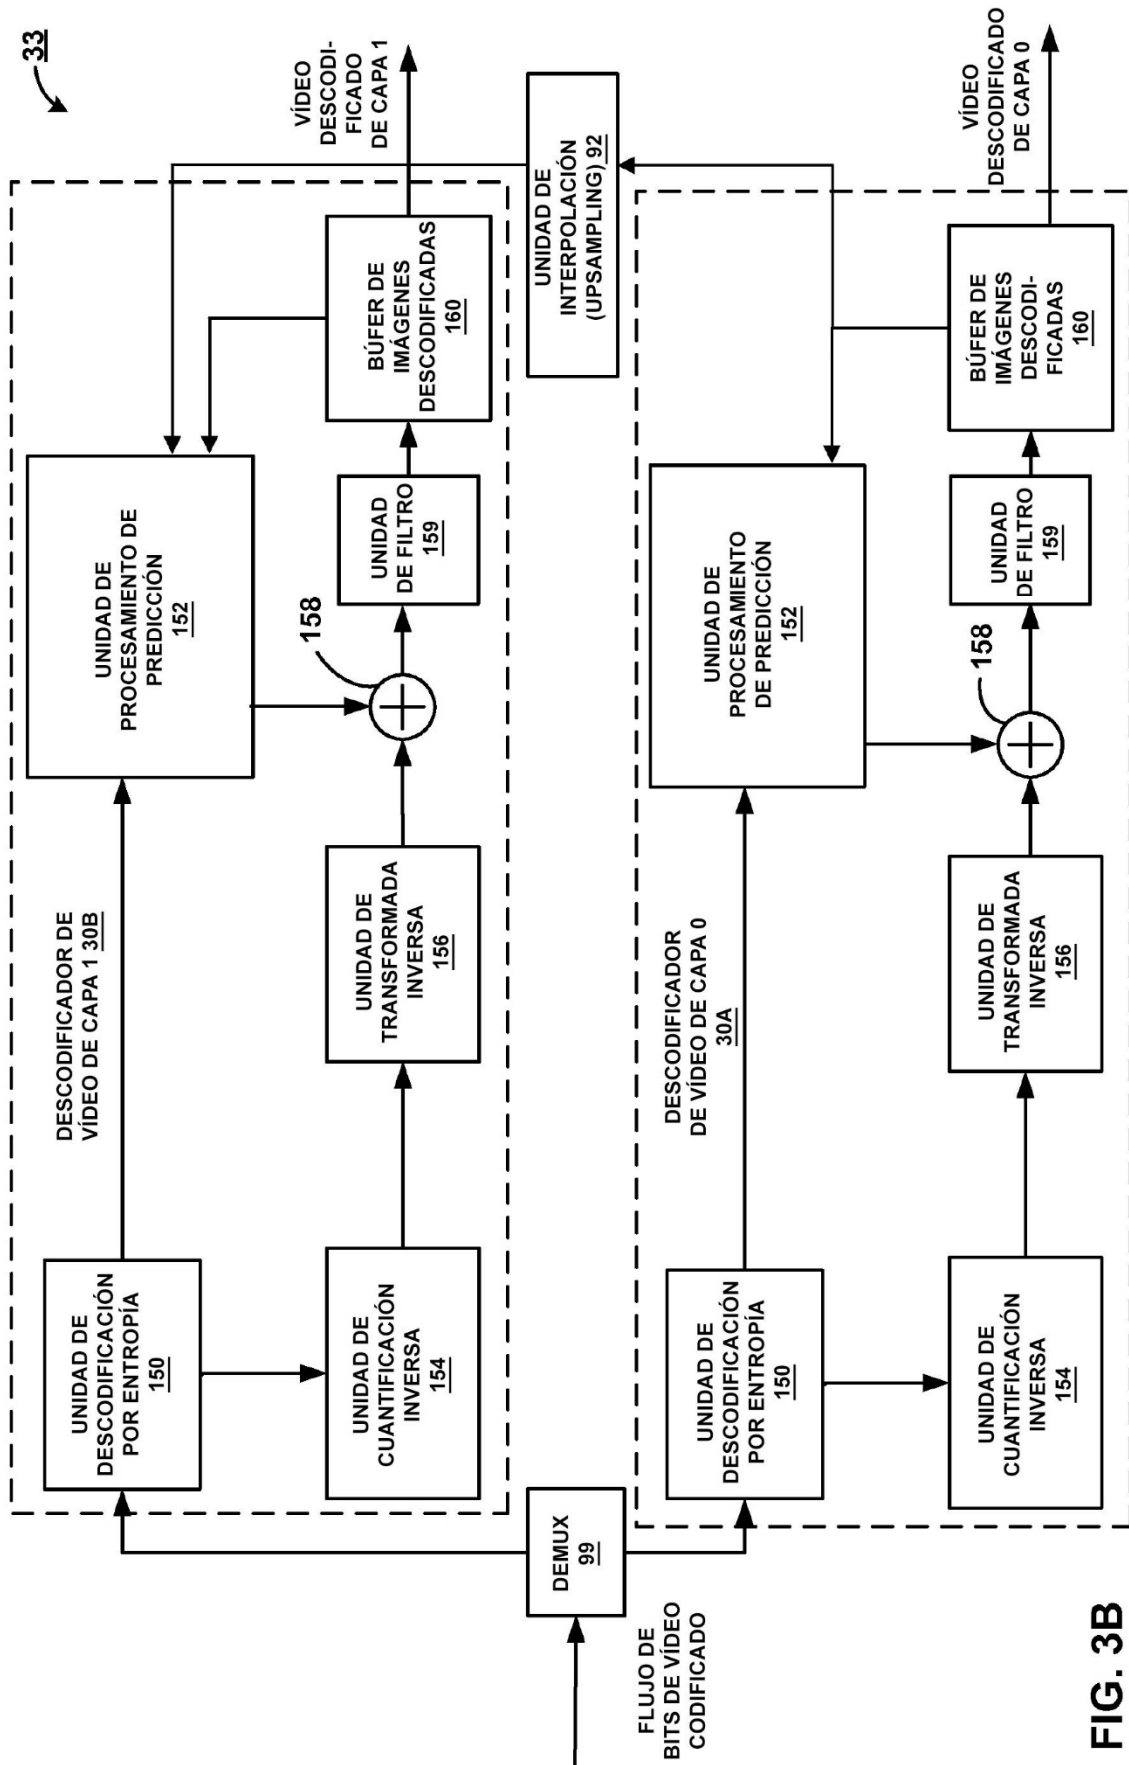 33
DESCODIFICADOR DE
VÍDEO DE CAPA 1 30B
UNIDAD DE
DESCODIFICACIÓN
POR ENTROPÍA
150
UNIDAD DE
PROCESAMIENTO DE
PREDICCIÓN
152
UNIDAD DE
CUANTIFICACIÓN
INVERSA
154
UNIDAD DE
TRANSFORMADA
INVERSA
156
158
UNIDAD
DE FILTRO
159
BÚFER DE
IMÁGENES
DESCODIFICADAS
160
VÍDEO
DESCODI-
FICADO
DE CAPA 1
FLUJO DE
BITS DE VÍDEO
CODIFICADO
DEMUX
99
UNIDAD DE
INTERPOLACIÓN
(UPSAMPLING) 92
DESCODIFICADOR
DE VÍDEO DE CAPA 0
30A
UNIDAD DE
DESCODIFICACIÓN
POR ENTROPÍA
150
UNIDAD DE
PROCESAMIENTO
DE PREDICCIÓN
152
UNIDAD DE
CUANTIFICACIÓN
INVERSA
154
UNIDAD DE
TRANSFORMADA
INVERSA
156
158
UNIDAD
DE FILTRO
159
BÚFER DE
IMÁGENES
DESCODI-
FICADAS
160
VÍDEO
DESCODIFICADO
DE CAPA 0
FIG. 3B